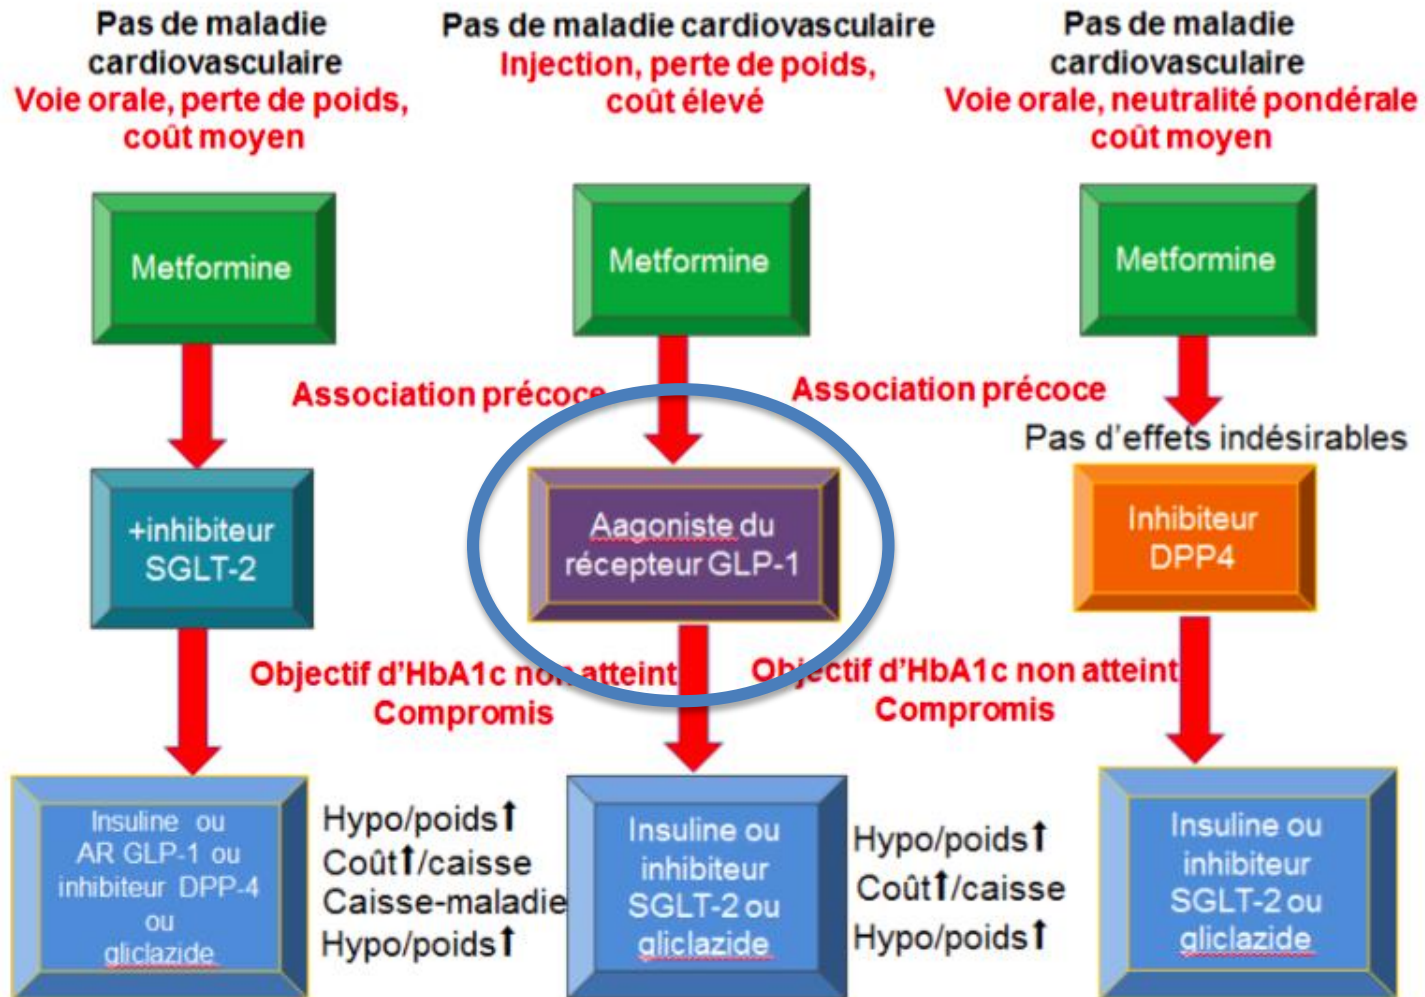 Pas de maladie
cardiovasculaire
Voie orale, perte de poids,
coût moyen
Pas de maladie cardiovasculaire
Injection, perte de poids,
coût élevé
Pas de maladie
cardiovasculaire
Voie orale, neutralité pondérale
coût moyen
Metformine
Metformine
Metformine
Association précoce
Association précoce
Pas d'effets indésirables
+inhibiteur
SGLT-2
Aagoniste du
récepteur GLP-1
Inhibiteur
DPP4
Objectif d'HbA1c non atteint
Compromis
Objectif d'HbA1c non atteint
Compromis
Insuline ou
AR GLP-1 ou
inhibiteur DPP-4
ou
gliclazide
Hypo/poids⬆
Coût⬆/caisse
Caisse-maladie
Hypo/poids⬆
Insuline ou
inhibiteur
SGLT-2 ou
gliclazide
Hypo/poids⬆
Coût⬆/caisse
Hypo/poids⬆
Insuline ou
inhibiteur
SGLT-2 ou
gliclazide